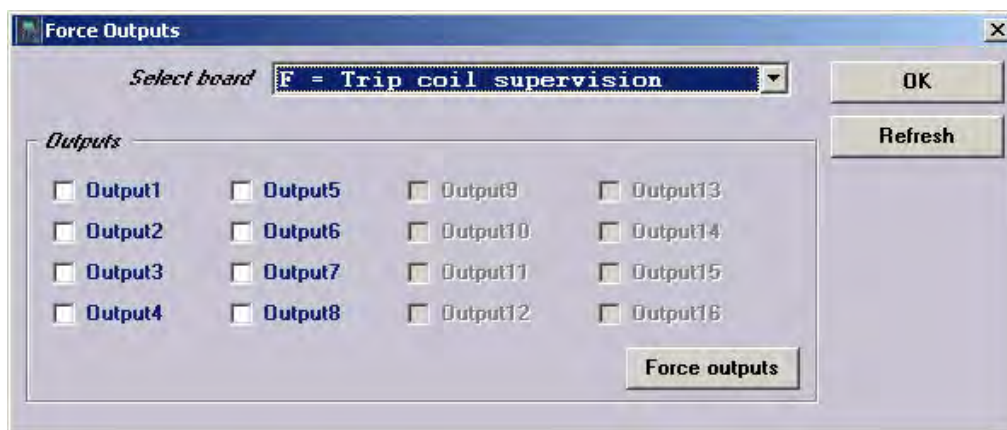 Force Outputs
Select board F = Trip coil supervision
OK
Refresh
Outputs
Output1 Output5 Output9 Output13
Output2 Output6 Output10 Output14
Output3 Output7 Output11 Output15
Output4 Output8 Output12 Output16
Force outputs